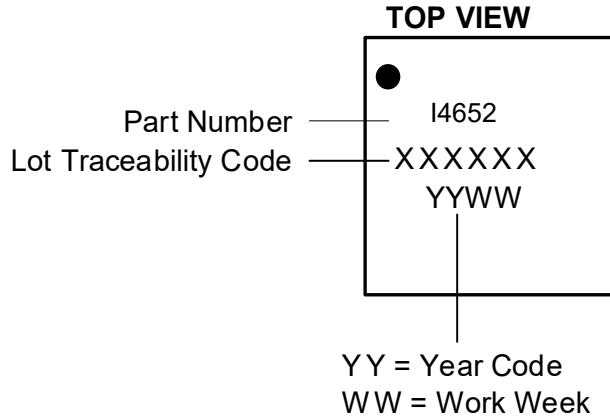 TOP VIEW
Part Number
I4652
Lot Traceability Code
XXXXXX
YYWW
YY = Year Code
WW = Work Week